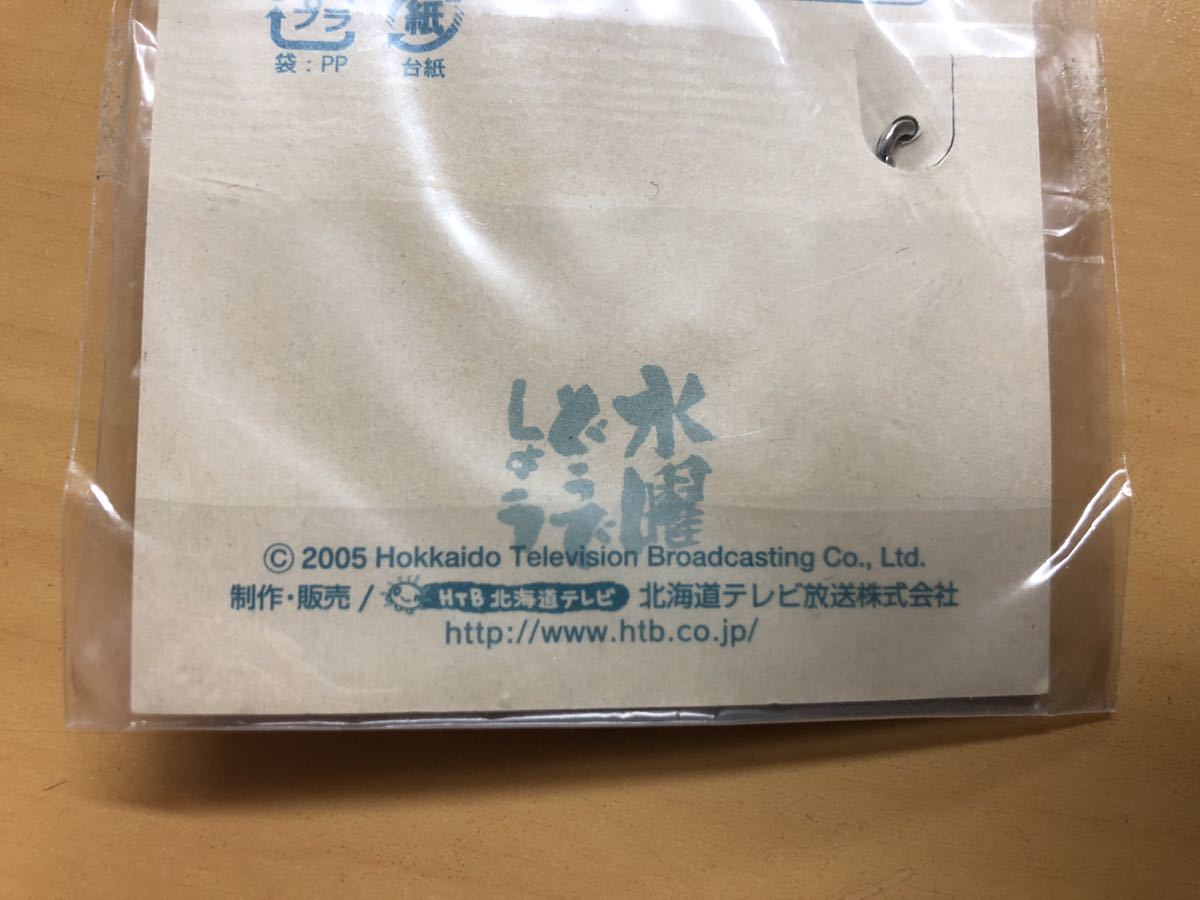 プラ
紙
袋：PP
台紙
水曜
どうで
しょう
© 2005 Hokkaido Television Broadcasting Co., Ltd.
制作・販売 / HTB 北海道テレビ 北海道テレビ放送株式会社
http://www.htb.co.jp/